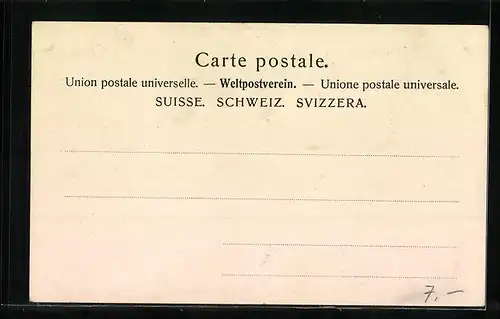 Carte postale.
Union postale universelle. — Weltpostverein. — Unione postale universale.
SUISSE. SCHWEIZ. SVIZZERA.
7.-